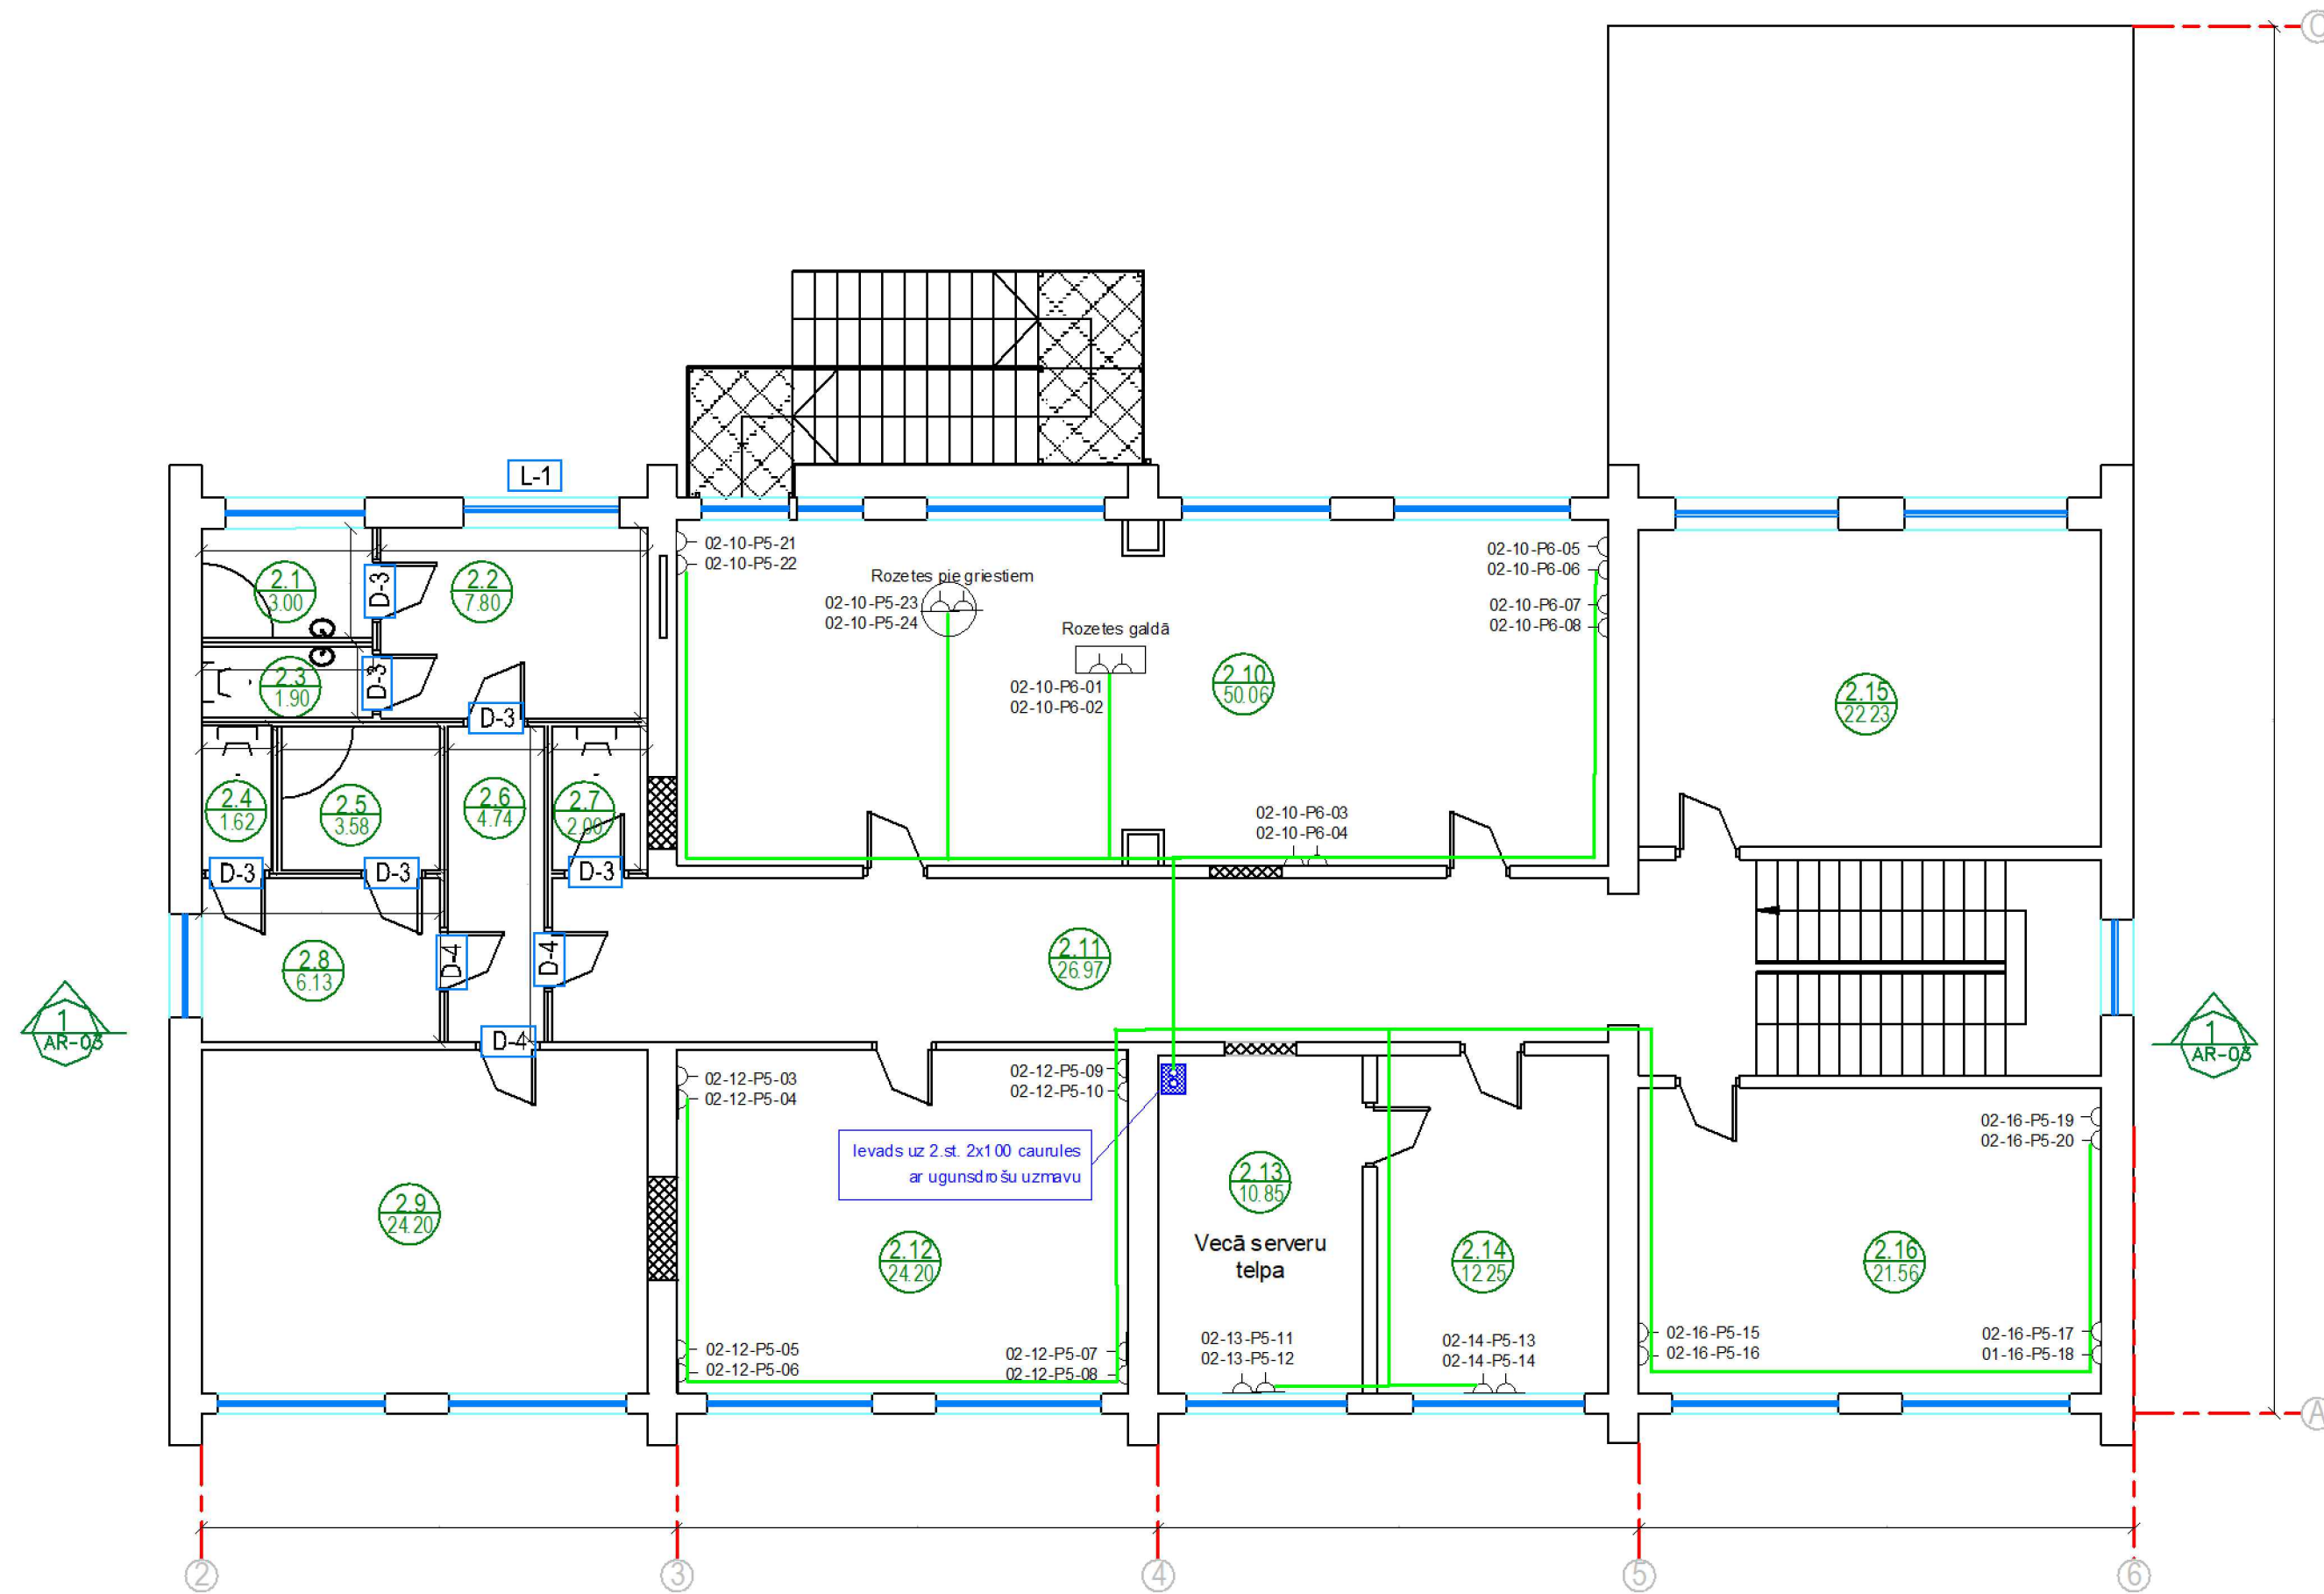 C
L-1
02-10-P5-21
02-10-P5-22
Rozetes pie griestiem
02-10-P5-23
02-10-P5-24
Rozetes galdā
02-10-P6-01
02-10-P6-02
02-10-P6-05
02-10-P6-06
02-10-P6-07
02-10-P6-08
2.1
3.00
D-3
2.2
7.80
2.3
1.90
D-3
D-3
2.10
50.06
2.15
22.23
2.4
1.62
2.5
3.58
2.6
4.74
2.7
2.00
02-10-P6-03
02-10-P6-04
D-3
D-3
D-3
2.8
6.13
D-4
D-4
2.11
26.97
1
AR-03
1
AR-03
D-4
02-12-P5-03
02-12-P5-04
02-12-P5-09
02-12-P5-10
Ievads uz 2.st. 2x100 caurules
ar ugunsdrošu uzmavu
02-16-P5-19
02-16-P5-20
2.9
24.20
2.12
24.20
2.13
10.85
Vecā serveru
telpa
2.14
12.25
2.16
21.56
02-12-P5-05
02-12-P5-06
02-12-P5-07
02-12-P5-08
02-13-P5-11
02-13-P5-12
02-14-P5-13
02-14-P5-14
02-16-P5-15
02-16-P5-16
02-16-P5-17
01-16-P5-18
A
2
3
4
5
6